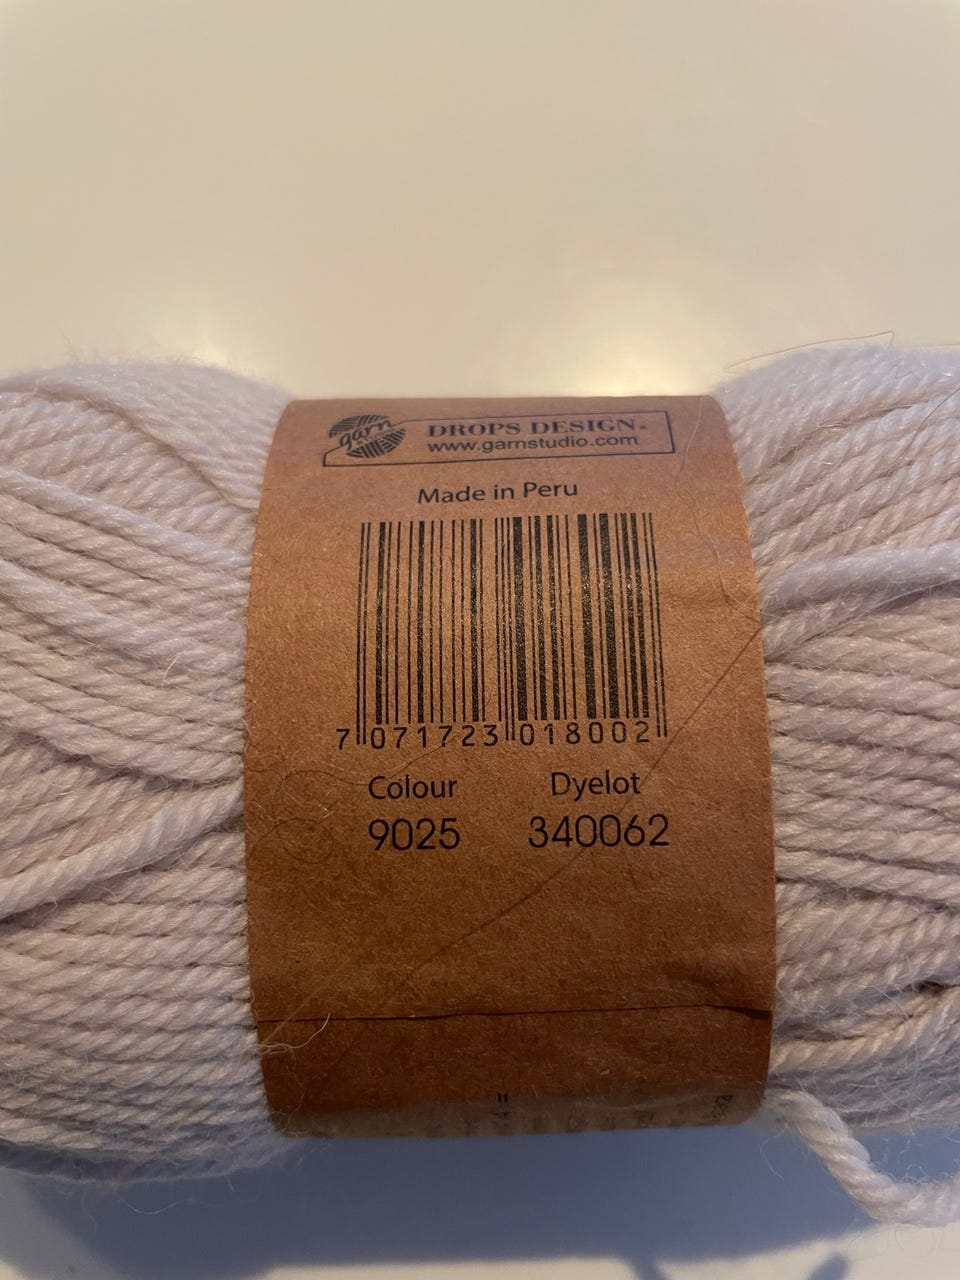 garn
DROPS DESIGN®
www.garnstudio.com
Made in Peru
7 071723 018002
Colour Dyelot
9025 340062